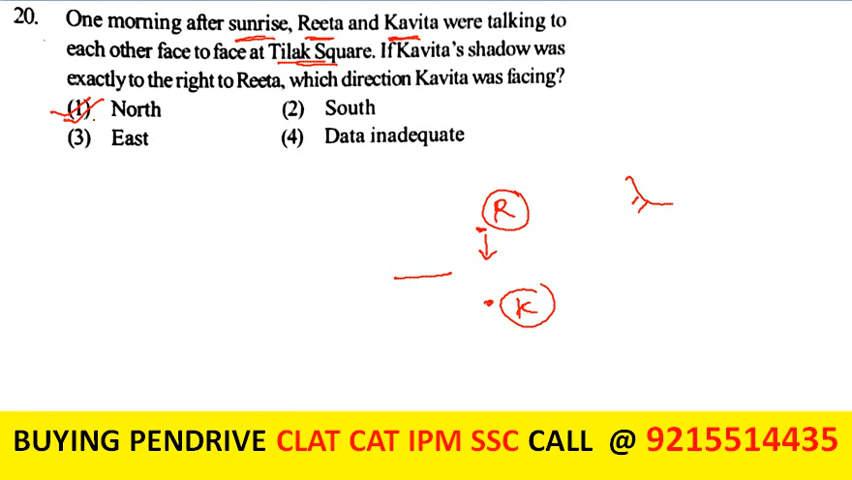 20. One morning after sunrise, Reeta and Kavita were talking to
each other face to face at Tilak Square. If Kavita's shadow was
exactly to the right to Reeta, which direction Kavita was facing?
(1) North (2) South
(3) East (4) Data inadequate
R
K
BUYING PENDRIVE CLAT CAT IPM SSC CALL @ 9215514435